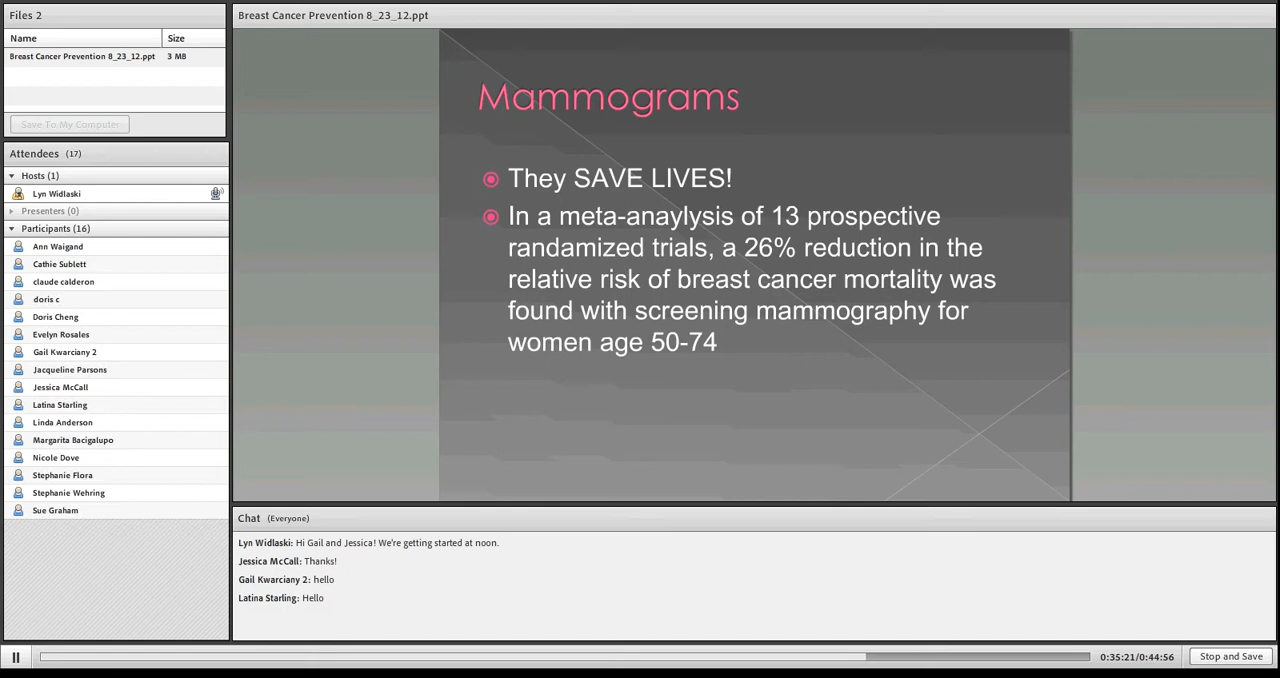 Files 2
Name Size
Breast Cancer Prevention 8_23_12.ppt 3 MB
Save To My Computer
Attendees (17)
Hosts (1)
Lyn Widlaski
Presenters (0)
Participants (16)
Ann Waigand
Cathie Sublett
claude calderon
doris c
Doris Cheng
Evelyn Rosales
Gail Kwarciany 2
Jacqueline Parsons
Jessica McCall
Latina Starling
Linda Anderson
Margarita Bacigalupo
Nicole Dove
Stephanie Flora
Stephanie Wehring
Sue Graham
Breast Cancer Prevention 8_23_12.ppt
Mammograms
They SAVE LIVES!
In a meta-anaylysis of 13 prospective
randamized trials, a 26% reduction in the
relative risk of breast cancer mortality was
found with screening mammography for
women age 50-74
Chat (Everyone)
Lyn Widlaski: Hi Gail and Jessica! We're getting started at noon.
Jessica McCall: Thanks!
Gail Kwarciany 2: hello
Latina Starling: Hello
0:35:21/0:44:56 Stop and Save